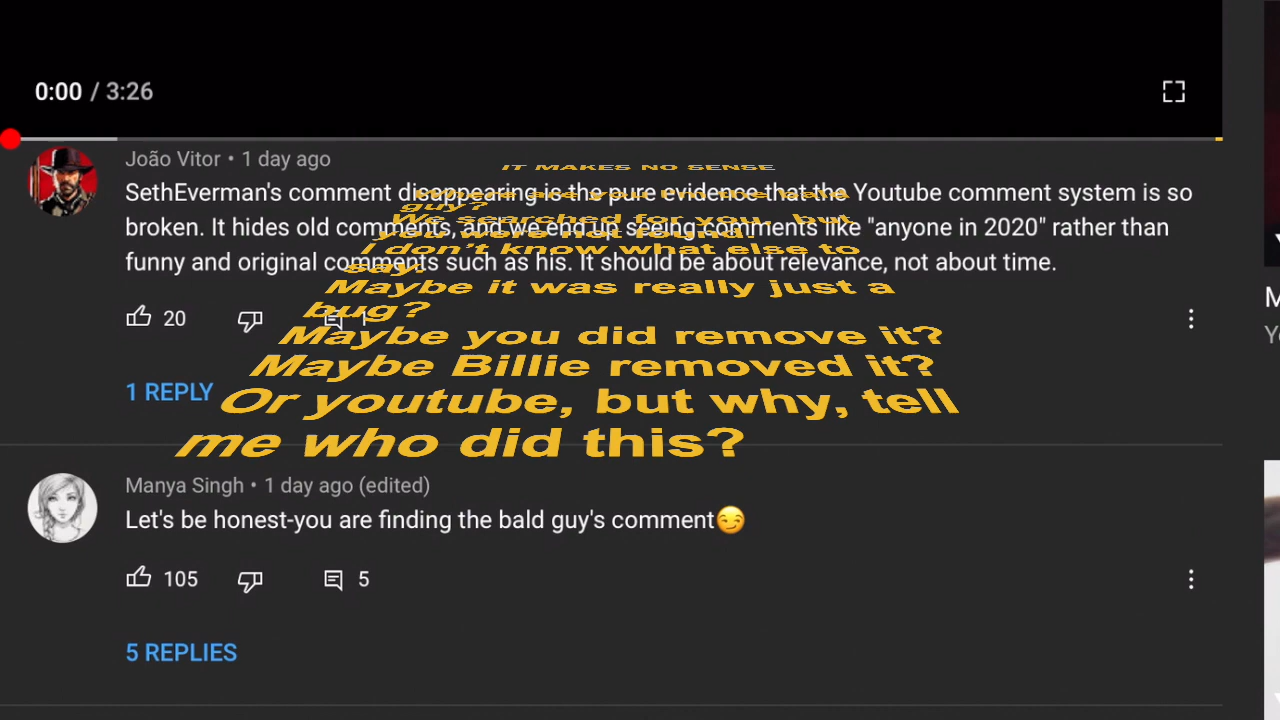 0:00 / 3:26
João Vitor • 1 day ago
SethEverman's comment disappearing is the pure evidence that the Youtube comment system is so
broken. It hides old comments, and we end up seeing comments like "anyone in 2020" rather than
funny and original comments such as his. It should be about relevance, not about time.
20
1 REPLY
IT MAKES NO SENSE
guy?
We searched for you, but
you were not found.
I don't know what else to
say.
Maybe it was really just a
bug?
Maybe you did remove it?
Maybe Billie removed it?
Or youtube, but why, tell
me who did this?
Manya Singh • 1 day ago (edited)
Let's be honest-you are finding the bald guy's comment😏
105 5
5 REPLIES